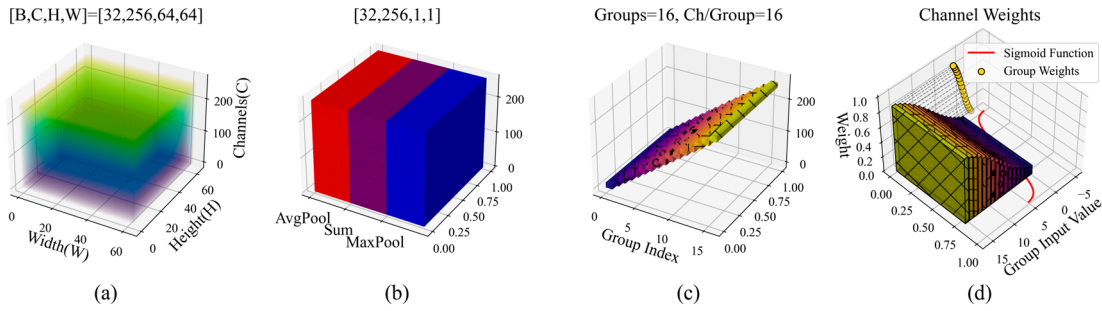 [B,C,H,W]=[32,256,64,64]
200
100
0
Channels(C)
0
20
40
60
Width(W)
0
20
40
60
Height(H)
(a)
[32,256,1,1]
200
100
0
AvgPool
Sum
MaxPool
0.00
0.25
0.50
0.75
1.00
(b)
Groups=16, Ch/Group=16
200
100
0
0
5
10
15
Group Index
0.00
0.25
0.50
0.75
1.00
(c)
Channel Weights
Sigmoid Function
Group Weights
1.0
0.8
0.6
0.4
0.2
0.0
Weight
0.00
0.25
0.50
0.75
1.00
15
10
5
0
−5
Group Input Value
(d)